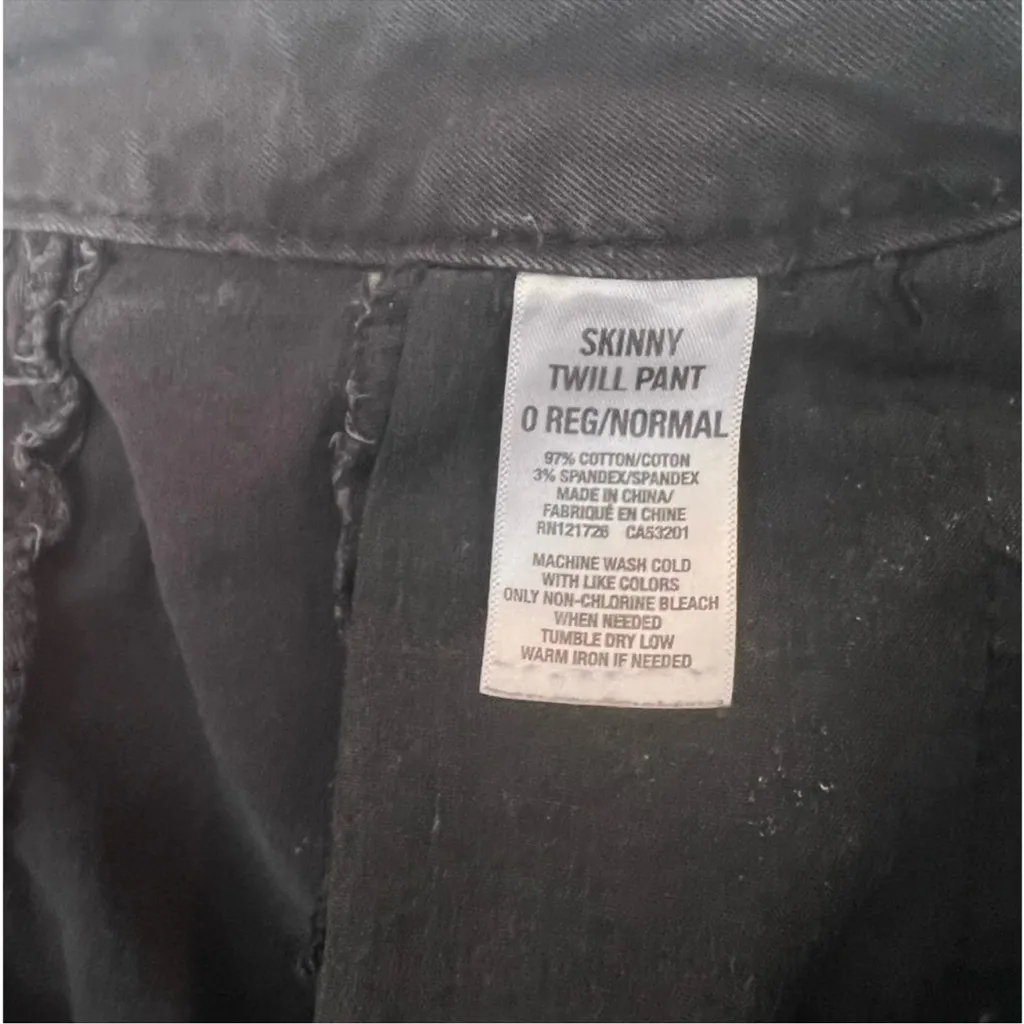 SKINNY
TWILL PANT
0 REG/NORMAL
97% COTTON/COTON
3% SPANDEX/SPANDEX
MADE IN CHINA/
FABRIQUÉ EN CHINE
RN121726 CA53201
MACHINE WASH COLD
WITH LIKE COLORS
ONLY NON-CHLORINE BLEACH
WHEN NEEDED
TUMBLE DRY LOW
WARM IRON IF NEEDED